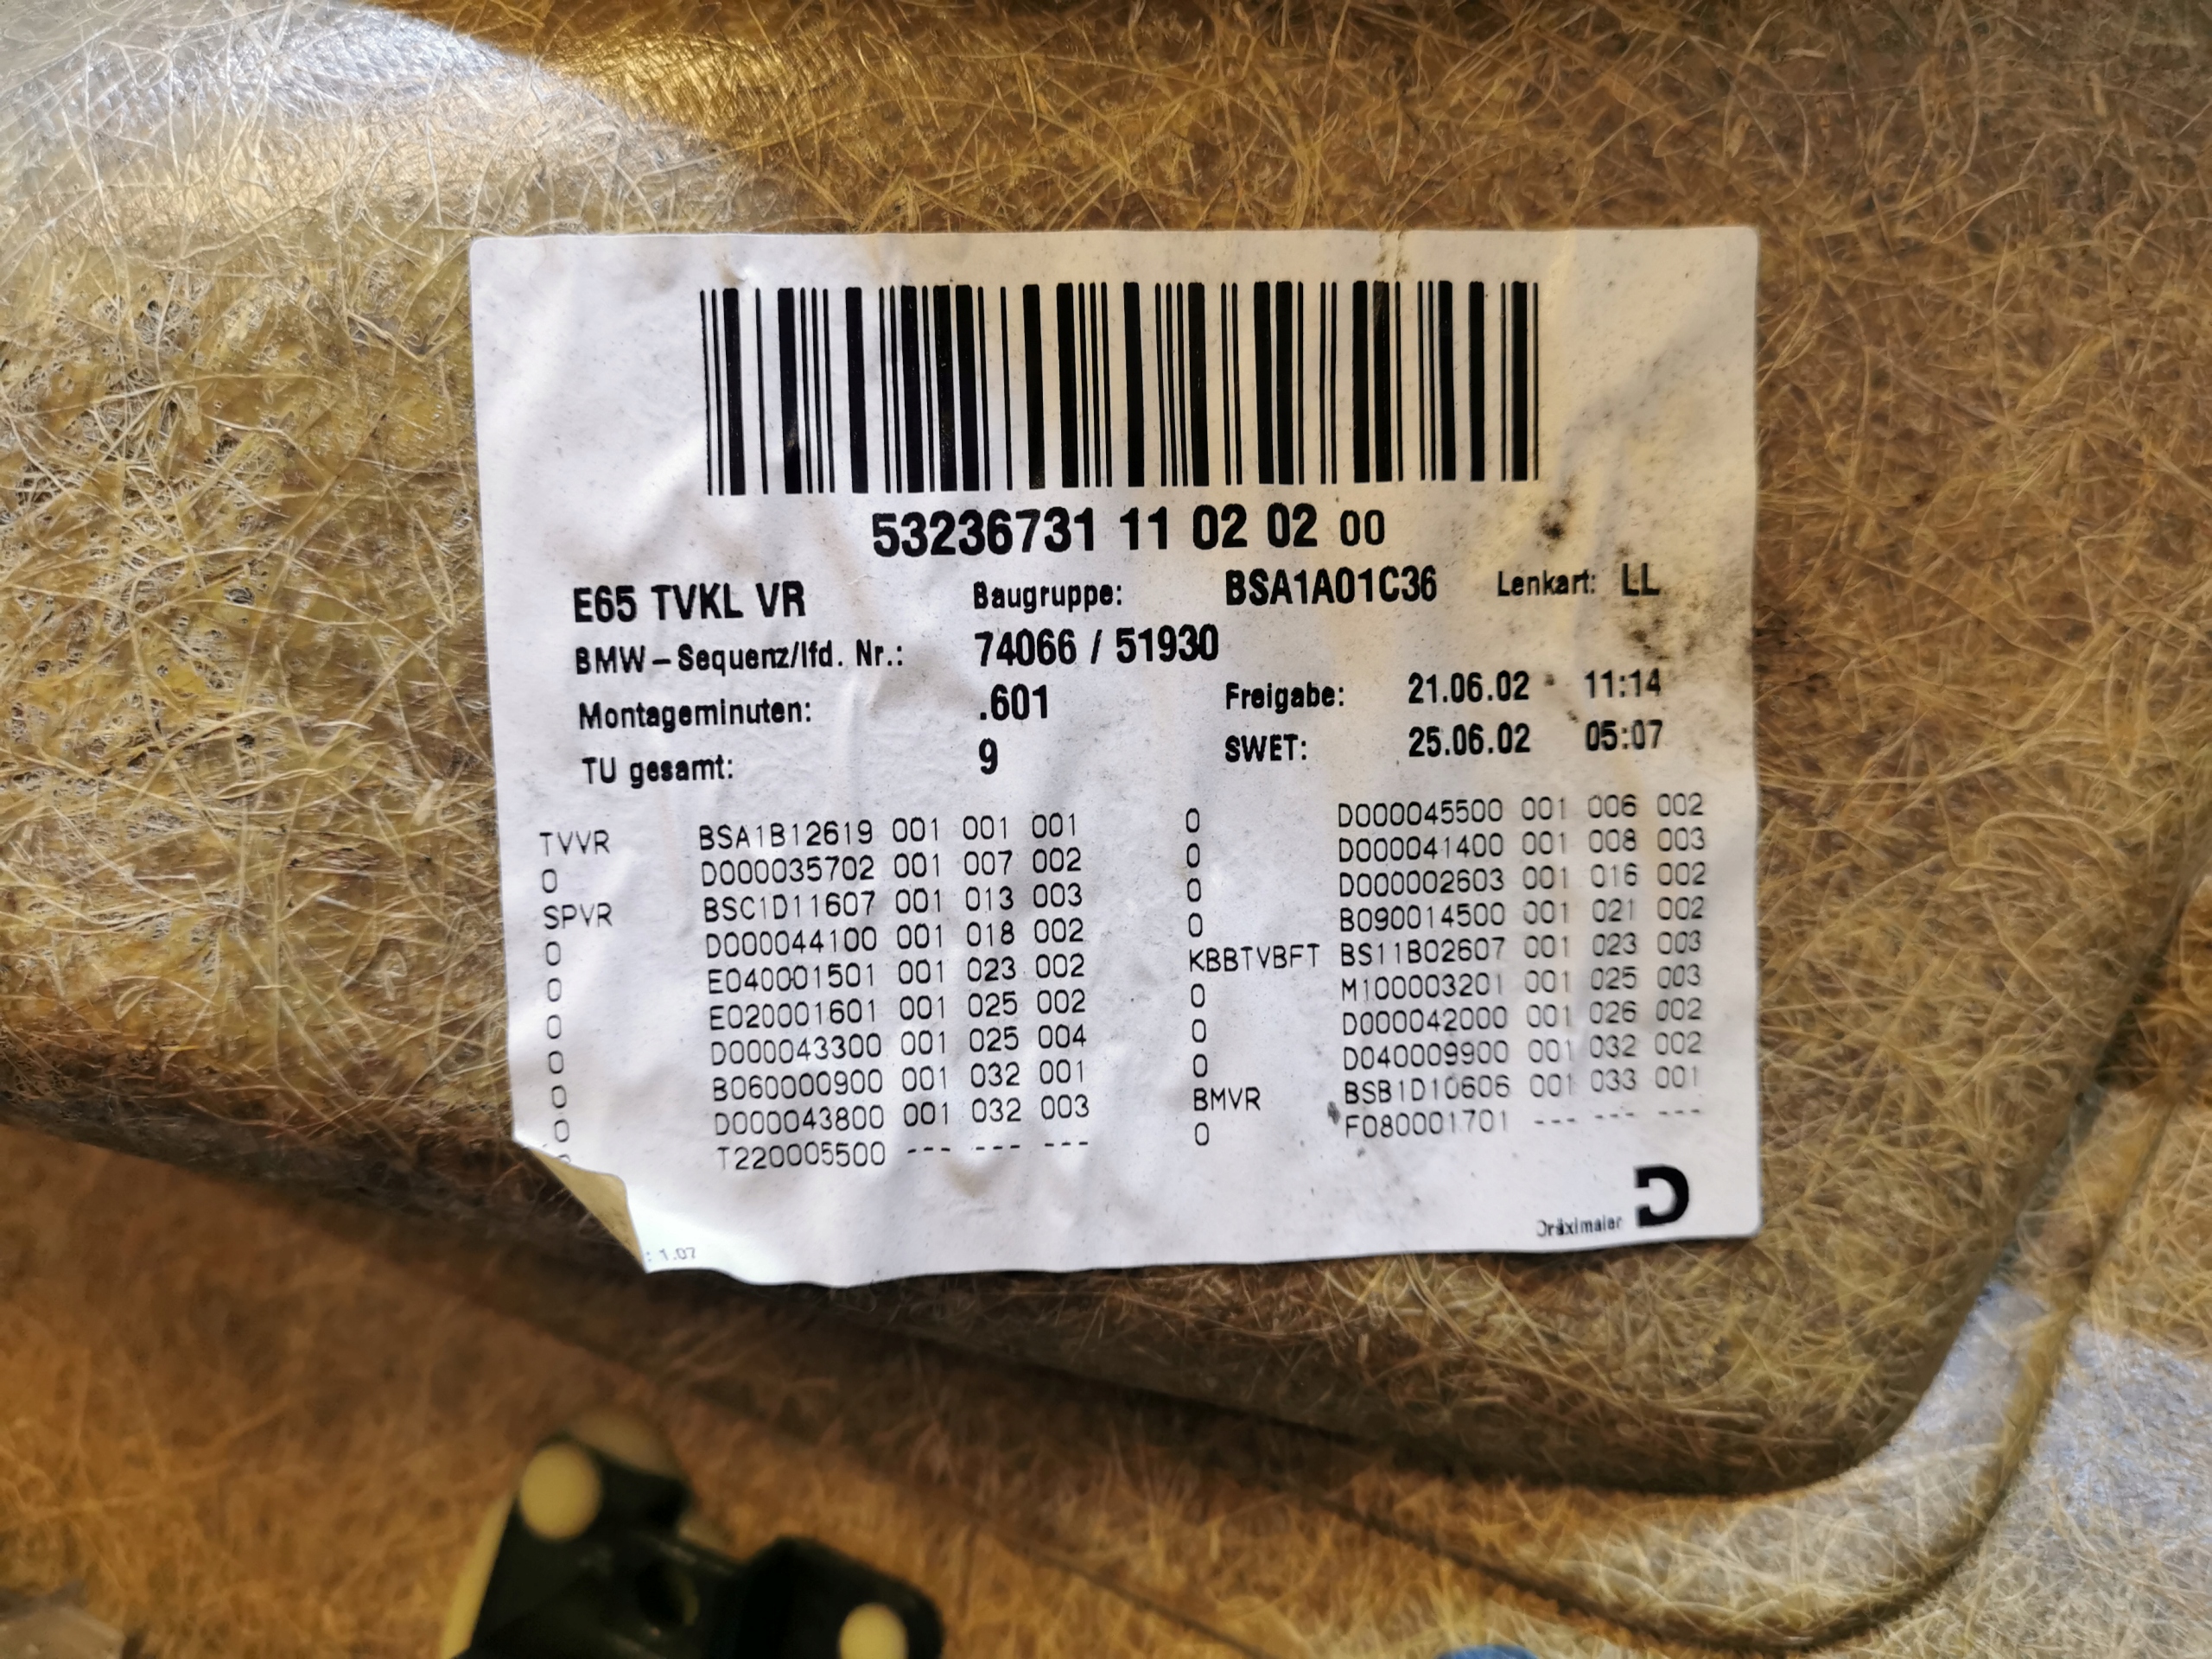 53236731 11 02 02 00
E65 TVKL VR Baugruppe: BSA1A01C36 Lenkart: LL
BMW-Sequenz/lfd. Nr.: 74066 / 51930
Montageminuten: .601 Freigabe: 21.06.02 11:14
TU gesamt: 9 SWET: 25.06.02 05:07
TVVR BSA1B12619 001 001 001 0 D000045500 001 006 002
0 D000035702 001 007 002 0 D000041400 001 008 003
SPVR BSC1D11607 001 013 003 0 D000002603 001 016 002
0 D000044100 001 018 002 0 B090014500 001 021 002
0 E040001501 001 023 002 KBBTVBFT BS11B02607 001 023 003
0 E020001601 001 025 002 0 M100003201 001 025 003
0 D000043300 001 025 004 0 D000042000 001 026 002
0 B060000900 001 032 001 0 D040009900 001 032 002
0 D000043800 001 032 003 BMVR BSB1D10606 001 033 001
T220005500 --- --- --- 0 F080001701 --- --- ---
Dräxlmaier
: 1.07